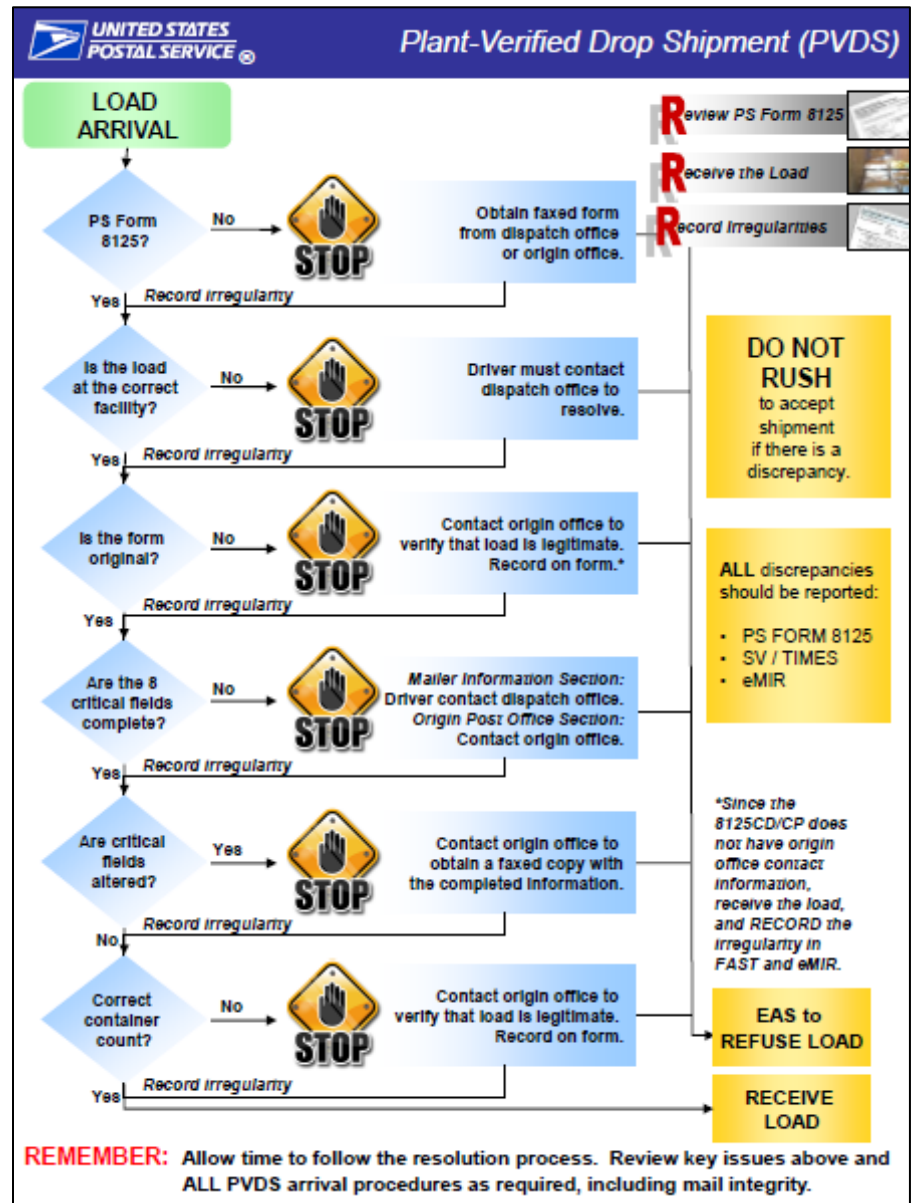 UNITED STATES
POSTAL SERVICE ®
Plant-Verified Drop Shipment (PVDS)
LOAD
ARRIVAL
Review PS Form 8125
Receive the Load
Record Irregularities
PS Form
8125?
No
STOP
Obtain faxed form
from dispatch office
or origin office.
Yes
Record irregularity
Is the load
at the correct
facility?
No
STOP
Driver must contact
dispatch office to
resolve.
Yes
Record irregularity
Is the form
original?
No
STOP
Contact origin office to
verify that load is legitimate.
Record on form.*
Yes
Record irregularity
Are the 8
critical fields
complete?
No
STOP
Mailer Information Section:
Driver contact dispatch office.
Origin Post Office Section:
Contact origin office.
Yes
Record irregularity
Are critical
fields
altered?
Yes
STOP
Contact origin office to
obtain a faxed copy with
the completed information.
No
Record irregularity
Correct
container
count?
No
STOP
Contact origin office to
verify that load is legitimate.
Record on form.
Yes
Record irregularity
DO NOT
RUSH
to accept
shipment
if there is a
discrepancy.
ALL discrepancies
should be reported:
• PS FORM 8125
• SV / TIMES
• eMIR
*Since the
8125CD/CP does
not have origin
office contact
information,
receive the load,
and RECORD the
irregularity in
FAST and eMIR.
EAS to
REFUSE LOAD
RECEIVE
LOAD
REMEMBER: Allow time to follow the resolution process. Review key issues above and
ALL PVDS arrival procedures as required, including mail integrity.